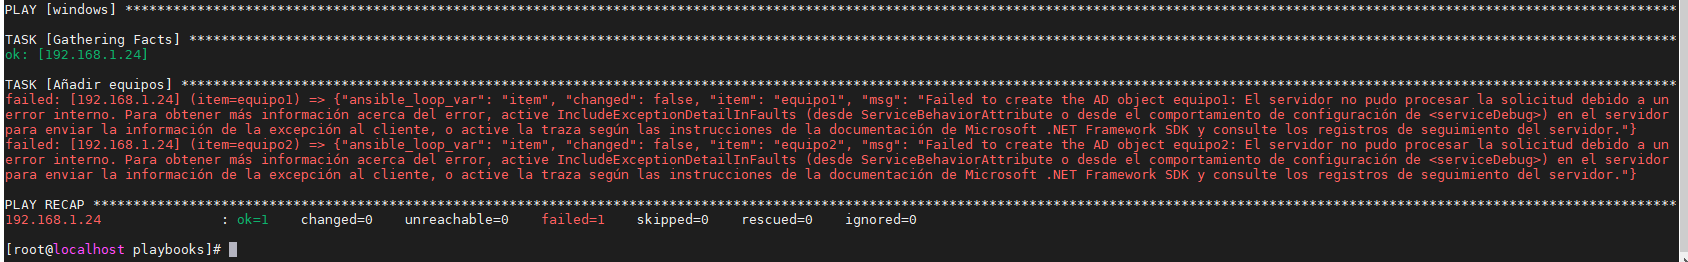 PLAY [windows] ****************************************************************************************************************************************************************************************************
TASK [Gathering Facts] ********************************************************************************************************************************************************************************************
ok: [192.168.1.24]
TASK [Añadir equipos] *********************************************************************************************************************************************************************************************
failed: [192.168.1.24] (item=equipo1) => {"ansible_loop_var": "item", "changed": false, "item": "equipo1", "msg": "Failed to create the AD object equipo1: El servidor no pudo procesar la solicitud debido a un
error interno. Para obtener más información acerca del error, active IncludeExceptionDetailInFaults (desde ServiceBehaviorAttribute o desde el comportamiento de configuración de <serviceDebug>) en el servidor
para enviar la información de la excepción al cliente, o active la traza según las instrucciones de la documentación de Microsoft .NET Framework SDK y consulte los registros de seguimiento del servidor."}
failed: [192.168.1.24] (item=equipo2) => {"ansible_loop_var": "item", "changed": false, "item": "equipo2", "msg": "Failed to create the AD object equipo2: El servidor no pudo procesar la solicitud debido a un
error interno. Para obtener más información acerca del error, active IncludeExceptionDetailInFaults (desde ServiceBehaviorAttribute o desde el comportamiento de configuración de <serviceDebug>) en el servidor
para enviar la información de la excepción al cliente, o active la traza según las instrucciones de la documentación de Microsoft .NET Framework SDK y consulte los registros de seguimiento del servidor."}
PLAY RECAP ********************************************************************************************************************************************************************************************************
192.168.1.24               : ok=1    changed=0    unreachable=0    failed=1    skipped=0    rescued=0    ignored=0
[root@localhost playbooks]#